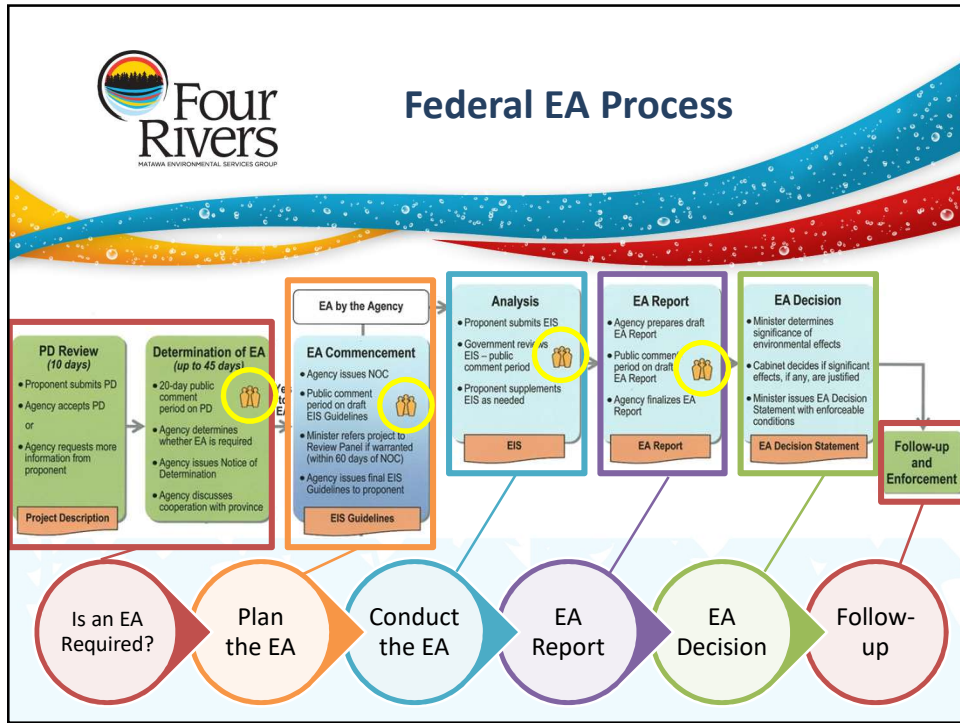 Four
Rivers
MATAWA ENVIRONMENTAL SERVICES GROUP
Federal EA Process
PD Review
(10 days)
• Proponent submits PD
• Agency accepts PD
or
• Agency requests more
information from
proponent
Project Description
Determination of EA
(up to 45 days)
• 20-day public
comment
period on PD
• Agency determines
whether EA is required
• Agency issues Notice of
Determination
• Agency discusses
cooperation with province
Yes
to
EA
EA by the Agency
EA Commencement
• Agency issues NOC
• Public comment
period on draft
EIS Guidelines
• Minister refers project to
Review Panel if warranted
(within 60 days of NOC)
• Agency issues final EIS
Guidelines to proponent
EIS Guidelines
Analysis
• Proponent submits EIS
• Government reviews
EIS – public
comment period
• Proponent supplements
EIS as needed
EIS
EA Report
• Agency prepares draft
EA Report
• Public comment
period on draft
EA Report
• Agency finalizes EA
Report
EA Report
EA Decision
• Minister determines
significance of
environmental effects
• Cabinet decides if significant
effects, if any, are justified
• Minister issues EA Decision
Statement with enforceable
conditions
EA Decision Statement
Follow-up
and
Enforcement
Is an EA
Required?
Plan
the EA
Conduct
the EA
EA
Report
EA
Decision
Follow-
up